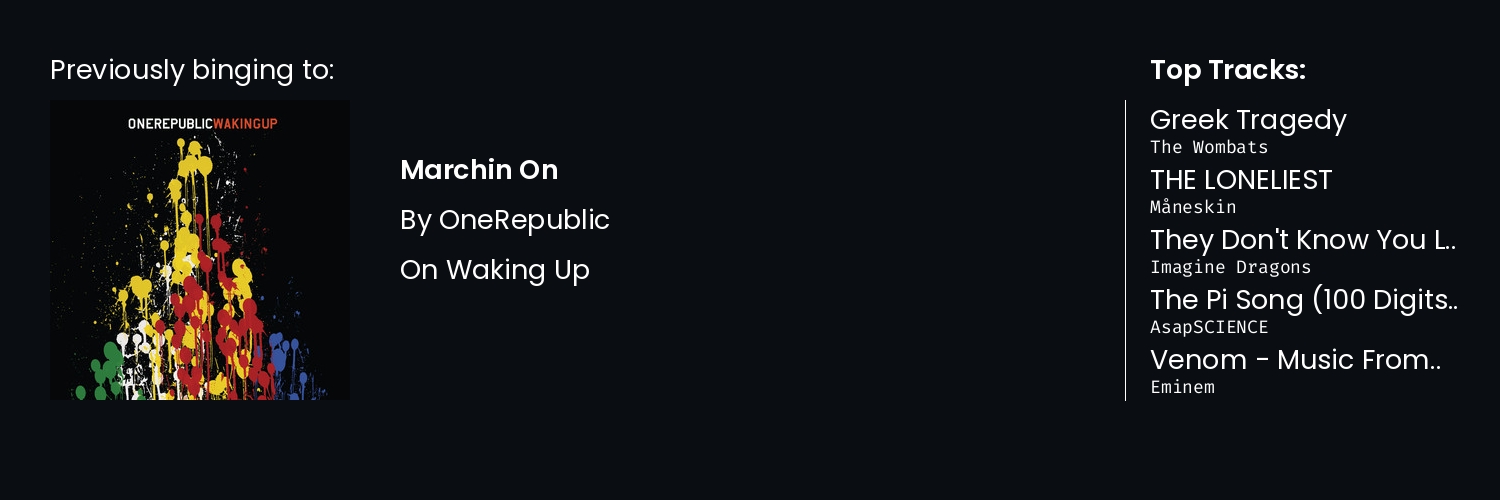 Previously binging to:
ONEREPUBLICWAKINGUP
Marchin On
By OneRepublic
On Waking Up
Top Tracks:
Greek Tragedy
The Wombats
THE LONELIEST
Måneskin
They Don't Know You L..
Imagine Dragons
The Pi Song (100 Digits..
AsapSCIENCE
Venom - Music From..
Eminem